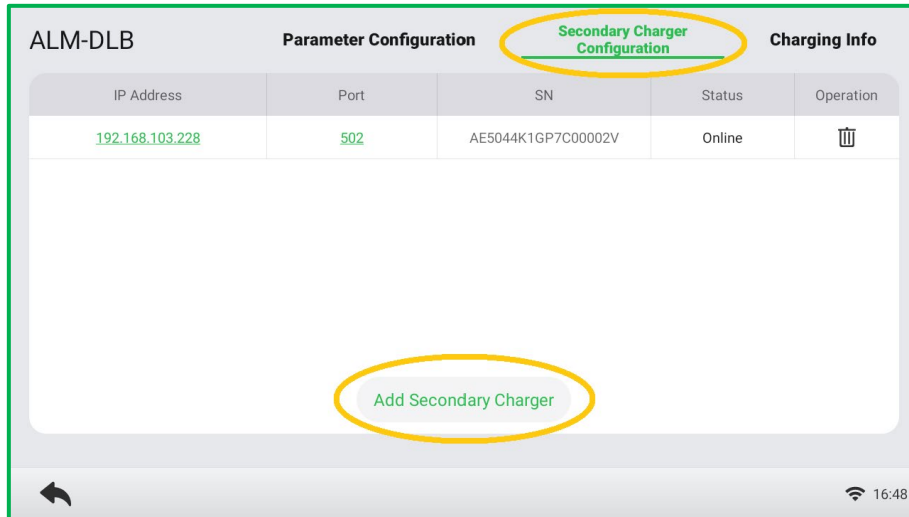 ALM-DLB
Parameter Configuration
Secondary Charger
Configuration
Charging Info
IP Address Port SN Status Operation
192.168.103.228 502 AE5044K1GP7C00002V Online
Add Secondary Charger
16:48